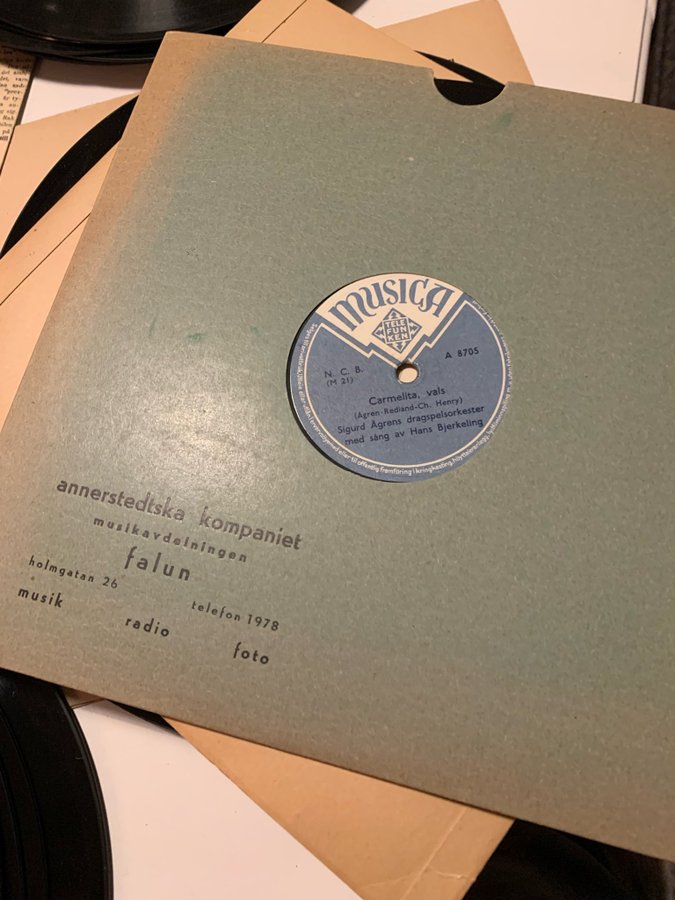 MUSICA
TELE
FUN
KEN
N. C. B.
(M 21)
A 8705
Carmelita, vals
(Ågren-Redland-Ch. Henry)
Sigurd Ågrens dragspelsorkester
med sång av Hans Bjerkeling
annerstedtska kompaniet
musikavdelningen
falun
holmgatan 26
telefon 1978
musik
radio
foto